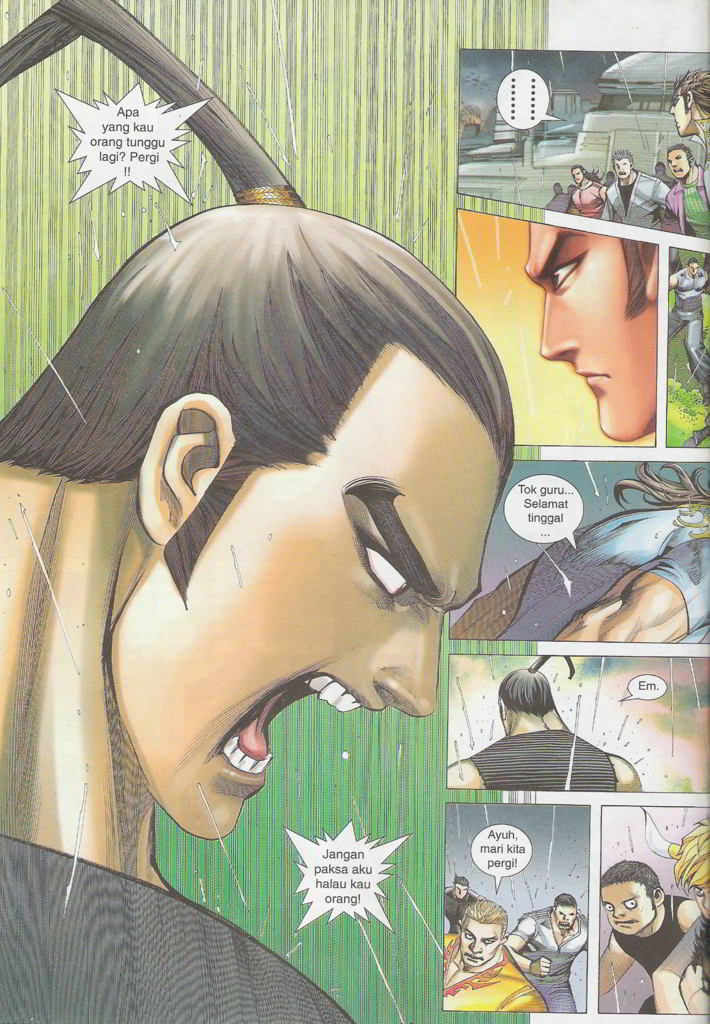 Apa
yang kau
orang tunggu
lagi? Pergi
!!
Jangan
paksa aku
halau kau
orang!
Tok guru...
Selamat
tinggal
...
Em.
Ayuh,
mari kita
pergi!